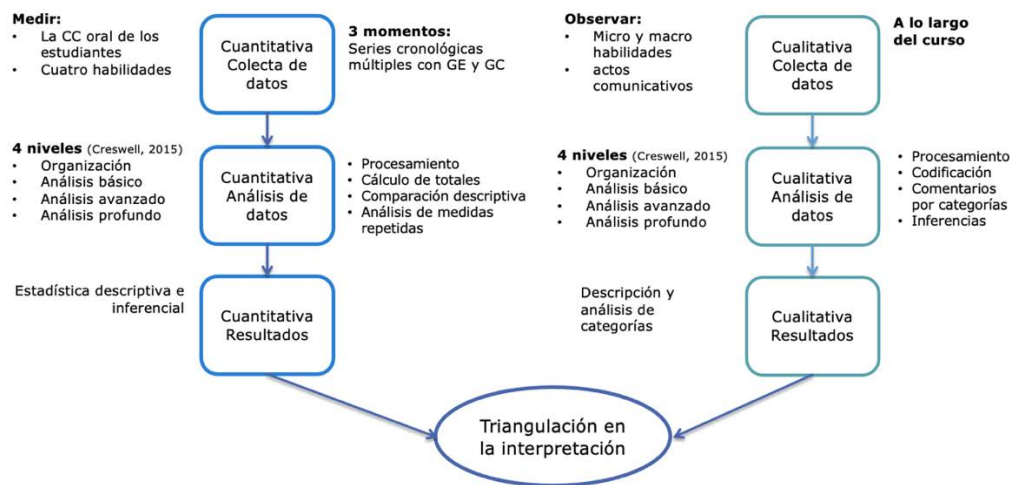 Medir:
• La CC oral de los
estudiantes
• Cuatro habilidades
Cuantitativa
Colecta de
datos
3 momentos:
Series cronológicas
múltiples con GE y GC
4 niveles (Creswell, 2015)
• Organización
• Análisis básico
• Análisis avanzado
• Análisis profundo
Cuantitativa
Análisis de
datos
• Procesamiento
• Cálculo de totales
• Comparación descriptiva
• Análisis de medidas
repetidas
Estadística descriptiva e
inferencial
Cuantitativa
Resultados
Observar:
• Micro y macro
habilidades
• actos
comunicativos
Cualitativa
Colecta de
datos
A lo largo
del curso
4 niveles (Creswell, 2015)
• Organización
• Análisis básico
• Análisis avanzado
• Análisis profundo
Cualitativa
Análisis de
datos
• Procesamiento
• Codificación
• Comentarios
por categorías
• Inferencias
Descripción y
análisis de
categorías
Cualitativa
Resultados
Triangulación en
la interpretación